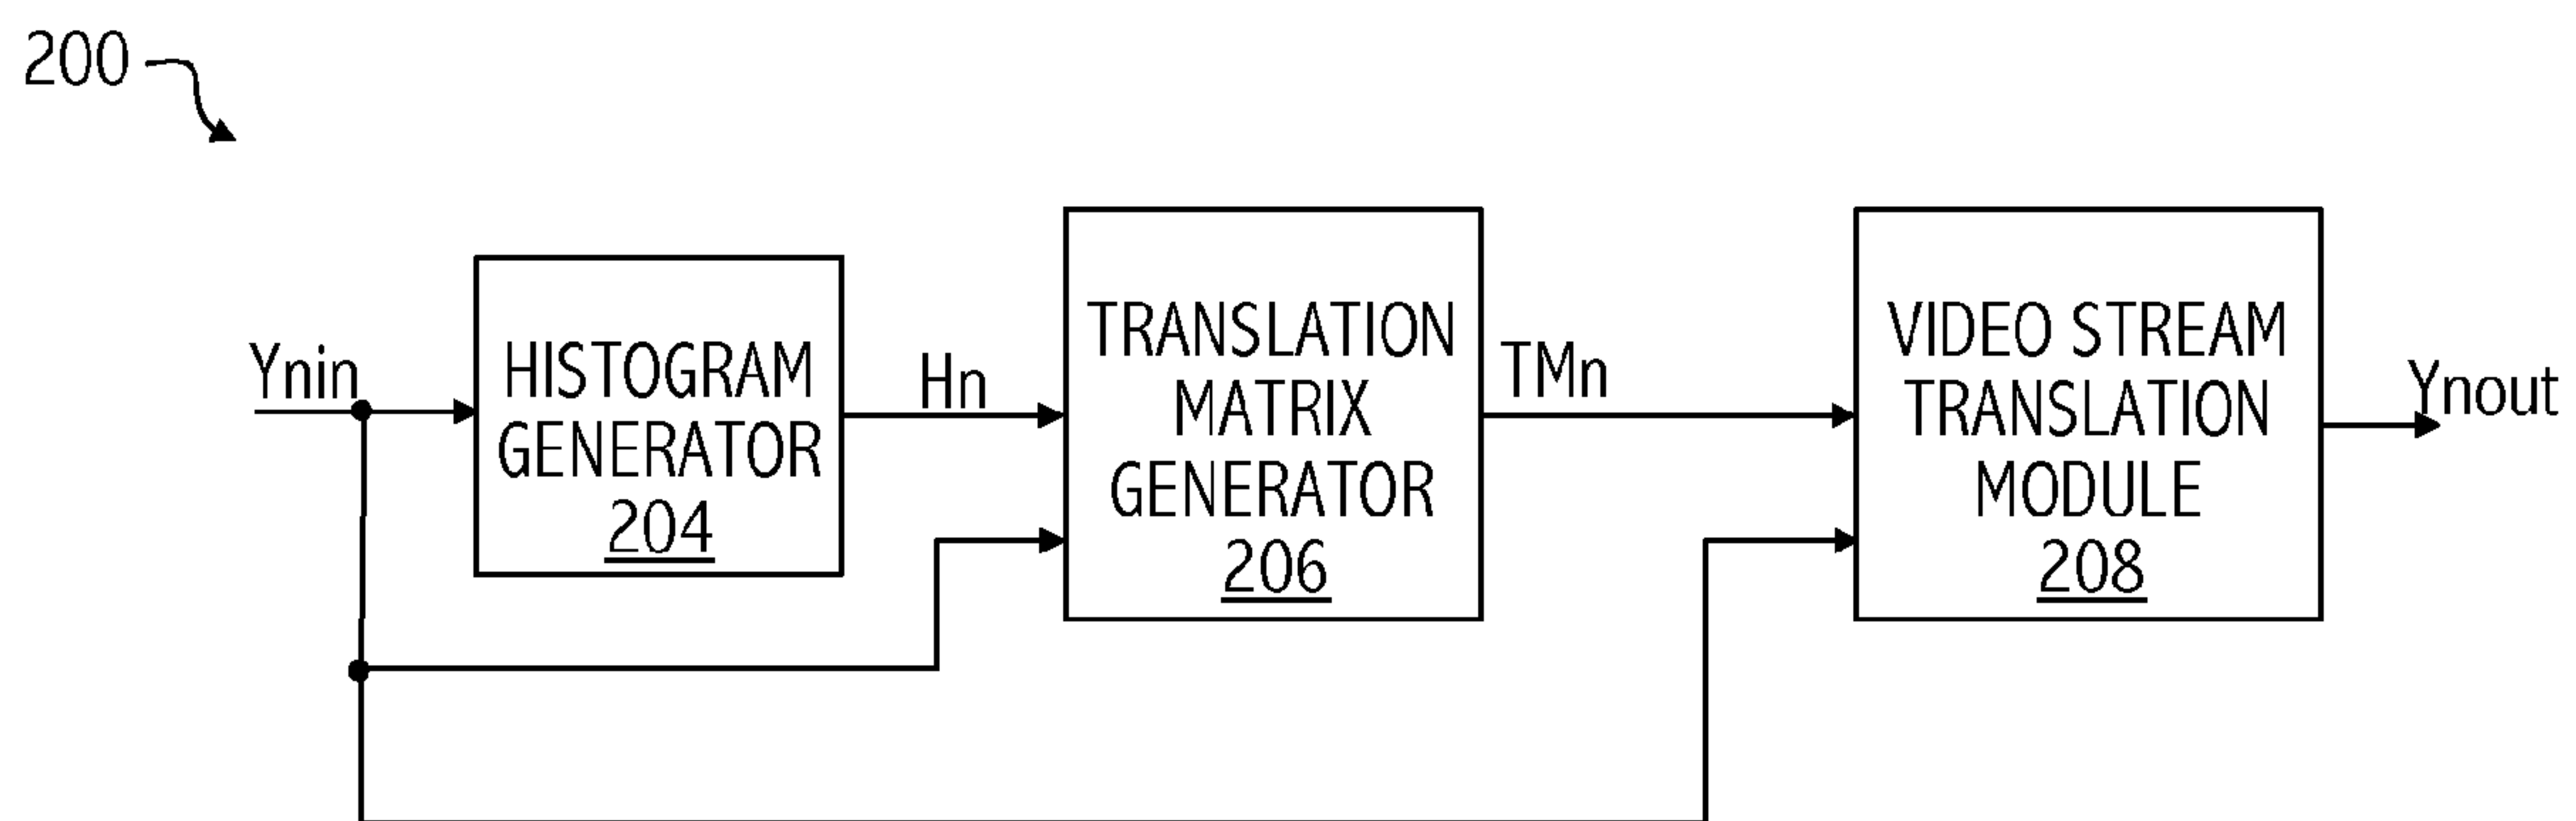 200
Ynin
HISTOGRAM
GENERATOR
204
Hn
TRANSLATION
MATRIX
GENERATOR
206
TMn
VIDEO STREAM
TRANSLATION
MODULE
208
Ynout